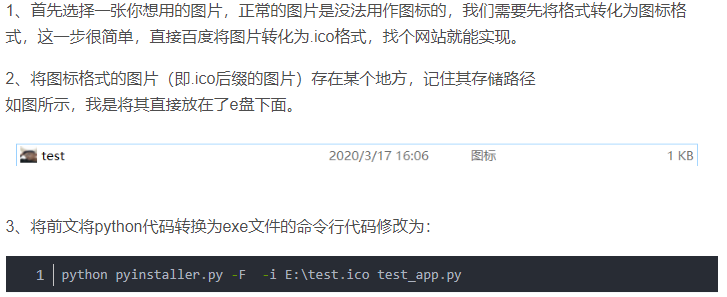 1、首先选择一张你想用的图片，正常的图片是没法用作图标的，我们需要先将格式转化为图标格
式，这一步很简单，直接百度将图片转化为.ico格式，找个网站就能实现。
2、将图标格式的图片（即.ico后缀的图片）存在某个地方，记住其存储路径
如图所示，我是将其直接放在了e盘下面。
test 2020/3/17 16:06 图标 1 KB
3、将前文将python代码转换为exe文件的命令行代码修改为：
1 python pyinstaller.py -F  -i E:\test.ico test_app.py